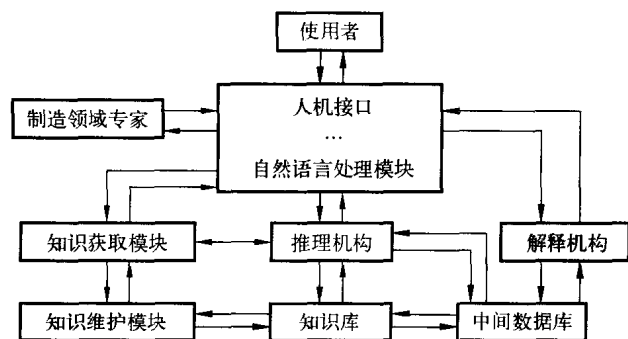 使用者
人机接口
制造领域专家
…
自然语言处理模块
知识获取模块
推理机构
解释机构
知识维护模块
知识库
中间数据库